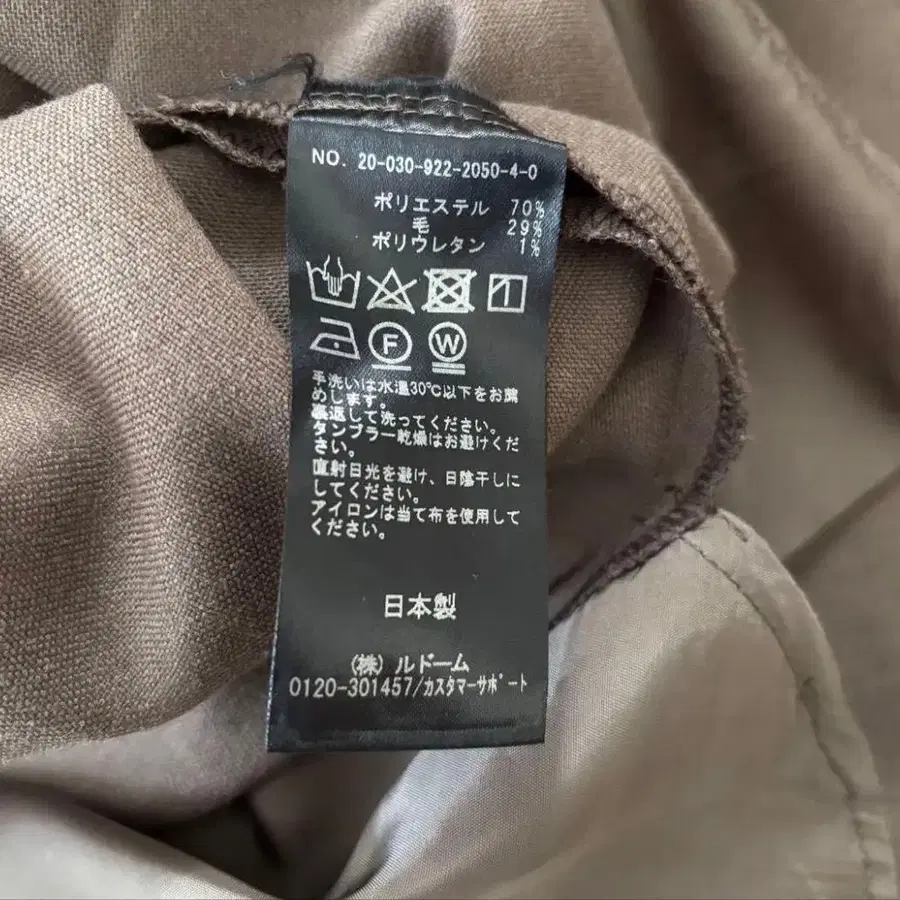 NO. 20-030-922-2050-4-0
ポリエステル 70%
毛 29%
ポリウレタン 1%
F W
手洗いは水温30℃以下をお薦
めします。
裏返して洗ってください。
タンブラー乾燥はお避けくだ
さい。
直射日光を避け、日陰干しに
してください。
アイロンは当て布を使用して
ください。
日本製
(株) ルドーム
0120-301457/カスタマーサポート